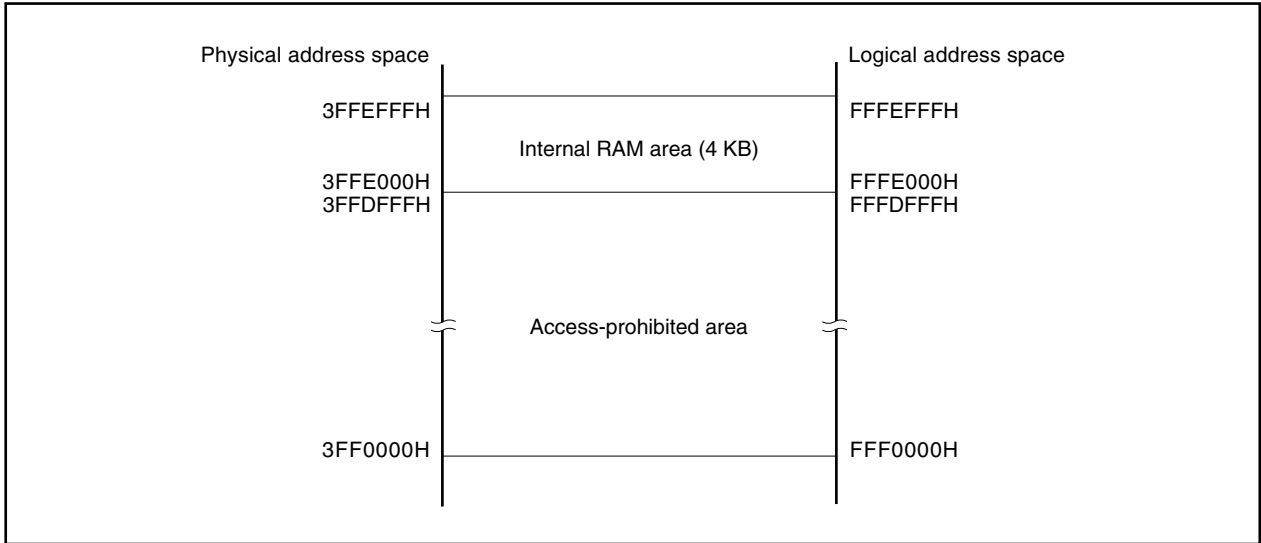 Physical address space
Logical address space
3FFEFFFH
FFFEFFFH
Internal RAM area (4 KB)
3FFE000H
FFFE000H
3FFDFFFH
FFFDFFFH
Access-prohibited area
3FF0000H
FFF0000H